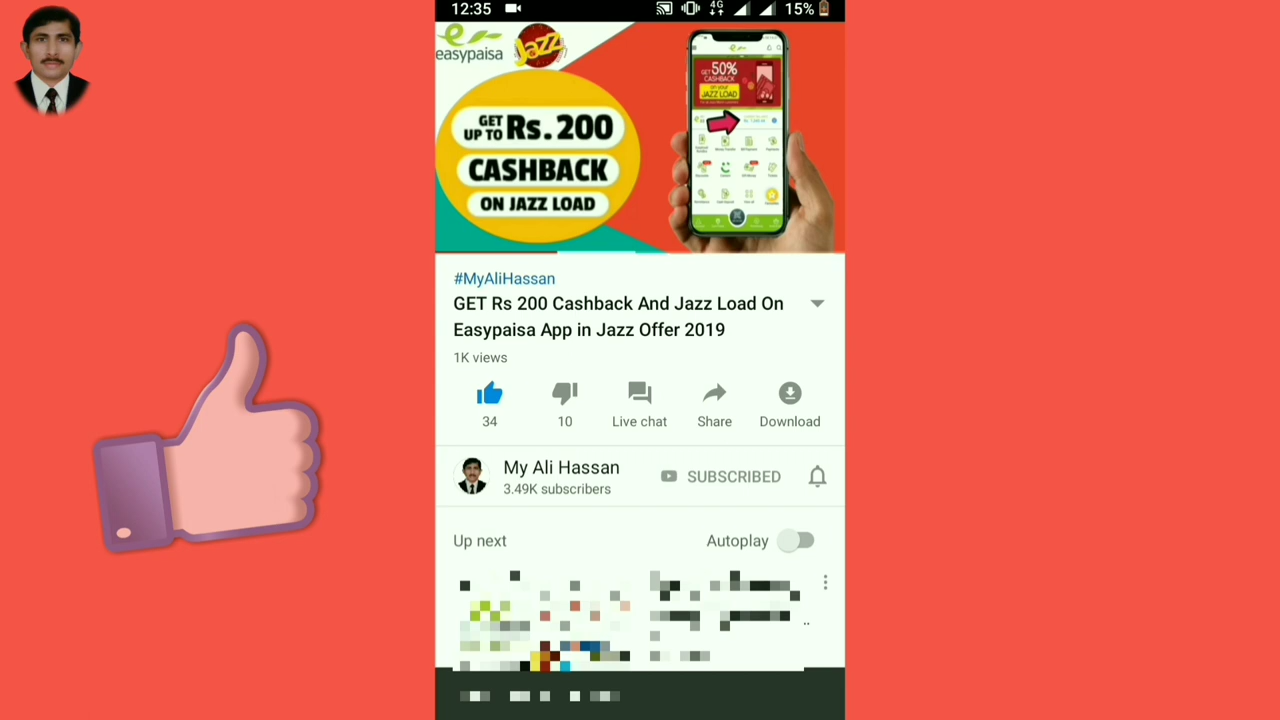 12:35
4G
15%
easypaisa
Jazz
GET
UP TO Rs. 200
CASHBACK
ON JAZZ LOAD
GET 50%
CASHBACK
on your
JAZZ LOAD
#MyAliHassan
GET Rs 200 Cashback And Jazz Load On
Easypaisa App in Jazz Offer 2019
1K views
34
10
Live chat
Share
Download
My Ali Hassan
3.49K subscribers
SUBSCRIBED
Up next
Autoplay